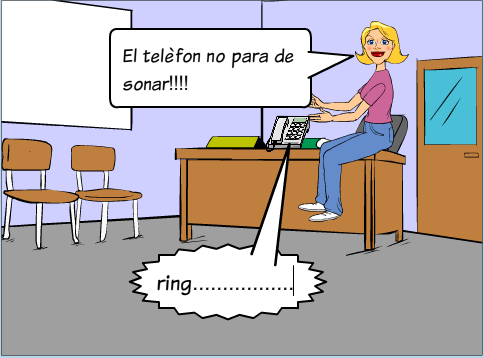 El telèfon no para de
sonar!!!!
ring.................